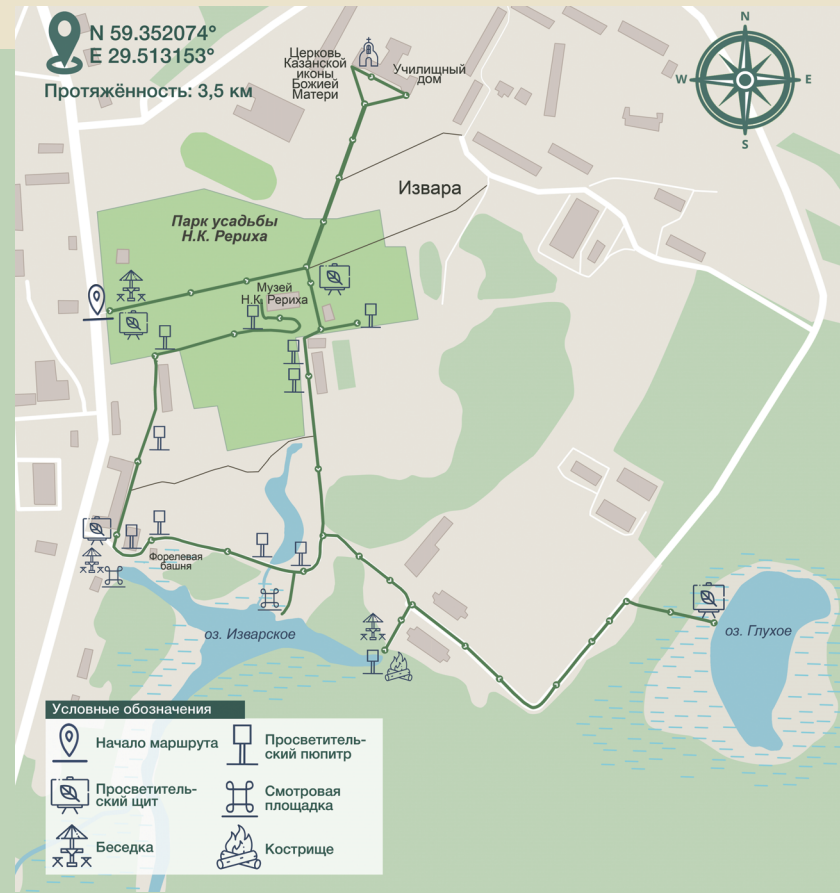 N 59.352074°
E 29.513153°
Протяжённость: 3,5 км
N
W
E
S
Церковь
Казанской
иконы
Божией
Матери
Училищный
дом
Извара
Парк усадьбы
Н.К. Рериха
Музей
Н.К. Рериха
Форелевая
башня
оз. Изварское
оз. Глухое
Условные обозначения
Начало маршрута
Просветитель-
ский пюпитр
Просветитель-
ский щит
Смотровая
площадка
Беседка
Кострище